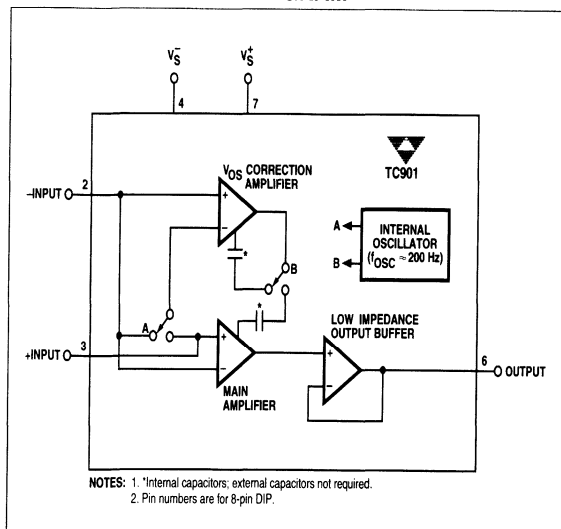 V_S^- V_S^+
4 7
TC901
V_OS CORRECTION
AMPLIFIER
–INPUT 2
+
–
*
A
B
INTERNAL
OSCILLATOR
(f_OSC ≈ 200 Hz)
B
A
*
LOW IMPEDANCE
OUTPUT BUFFER
+INPUT 3
+
–
+
–
6 OUTPUT
MAIN
AMPLIFIER
NOTES: 1. *Internal capacitors; external capacitors not required.
2. Pin numbers are for 8-pin DIP.